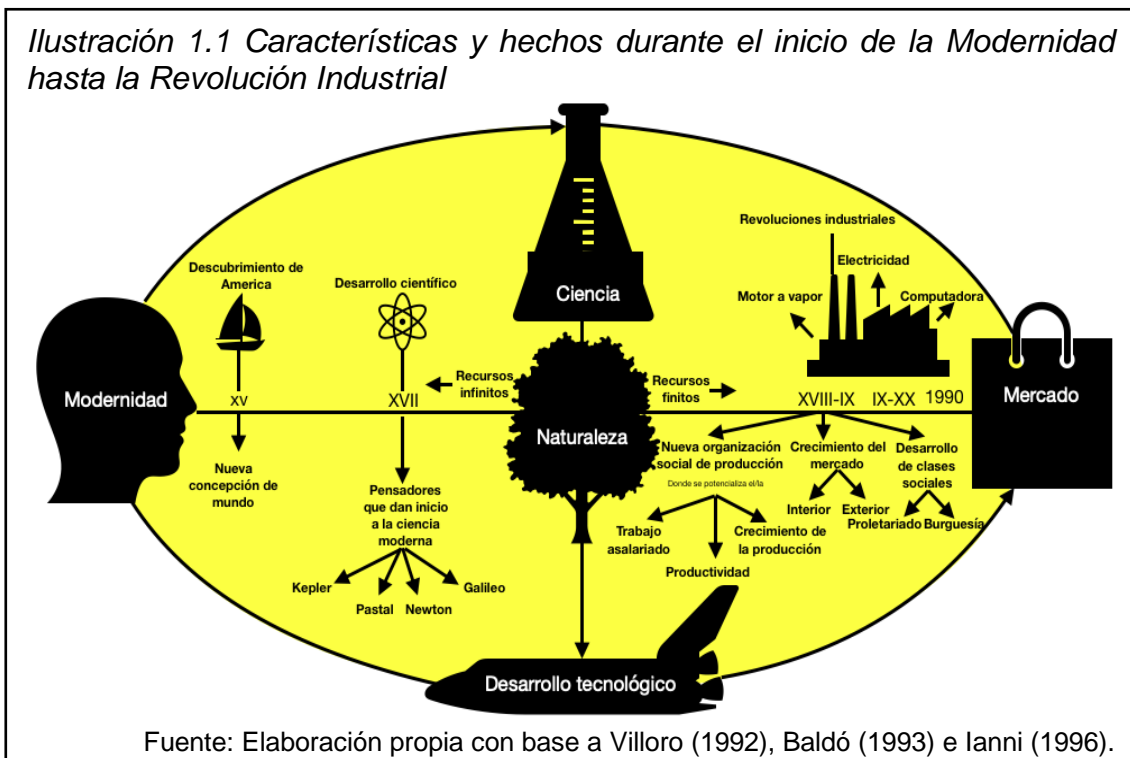 Ilustración 1.1 Características y hechos durante el inicio de la Modernidad
hasta la Revolución Industrial
Revoluciones industriales
Descubrimiento de
America
Desarrollo científico
Ciencia
Electricidad
Motor a vapor
Computadora
Modernidad
xv
XVII
Recursos
infinitos
Naturaleza
Recursos
finitos
XVIII-IX
IX-XX
1990
Mercado
Nueva
concepción de
mundo
Pensadores
que dan inicio
a la ciencia
moderna
Kepler
Pastal
Newton
Galileo
Nueva organización
social de producción
Donde se potencializa el/la
Trabajo
asalariado
Productividad
Crecimiento de
la producción
Crecimiento del
mercado
Interior
Exterior
Desarrollo
de clases
sociales
Proletariado
Burguesía
Desarrollo tecnológico
Fuente: Elaboración propia con base a Villoro (1992), Baldó (1993) e Ianni (1996).